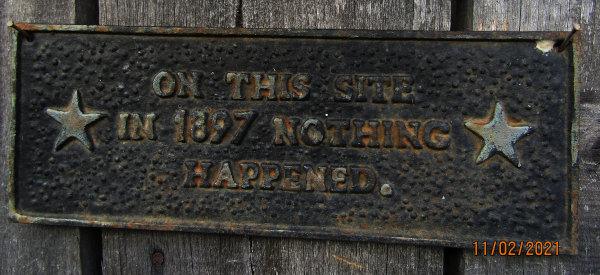 ON THIS SITE
IN 1897 NOTHING
HAPPENED.
11/02/2021